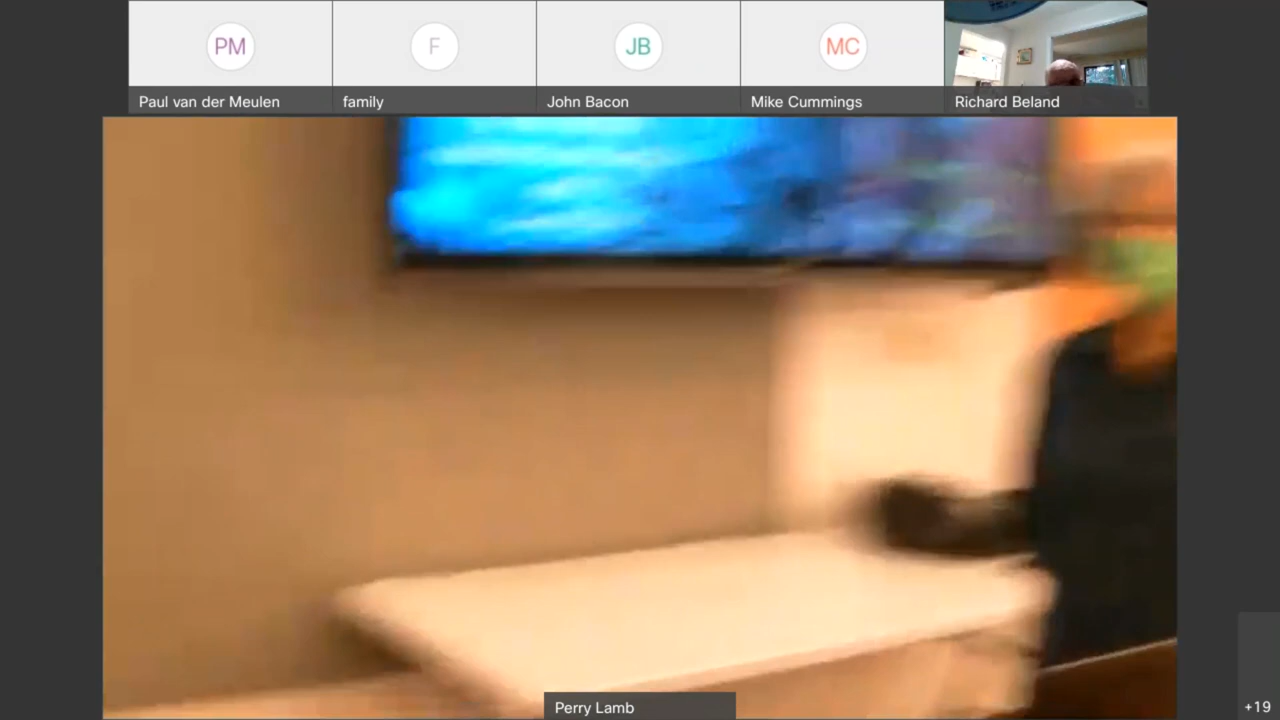 PM
F
JB
MC
Paul van der Meulen
family
John Bacon
Mike Cummings
Richard Beland
Perry Lamb
+19